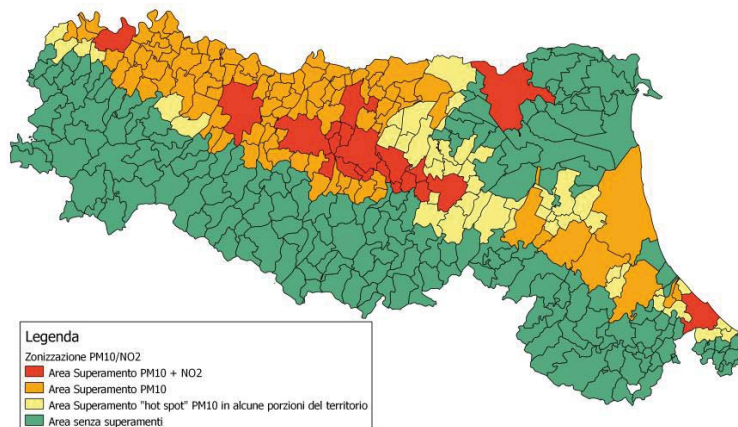 Legenda
Zonizzazione PM10/NO2
Area Superamento PM10 + NO2
Area Superamento PM10
Area Superamento "hot spot" PM10 in alcune porzioni del territorio
Area senza superamenti